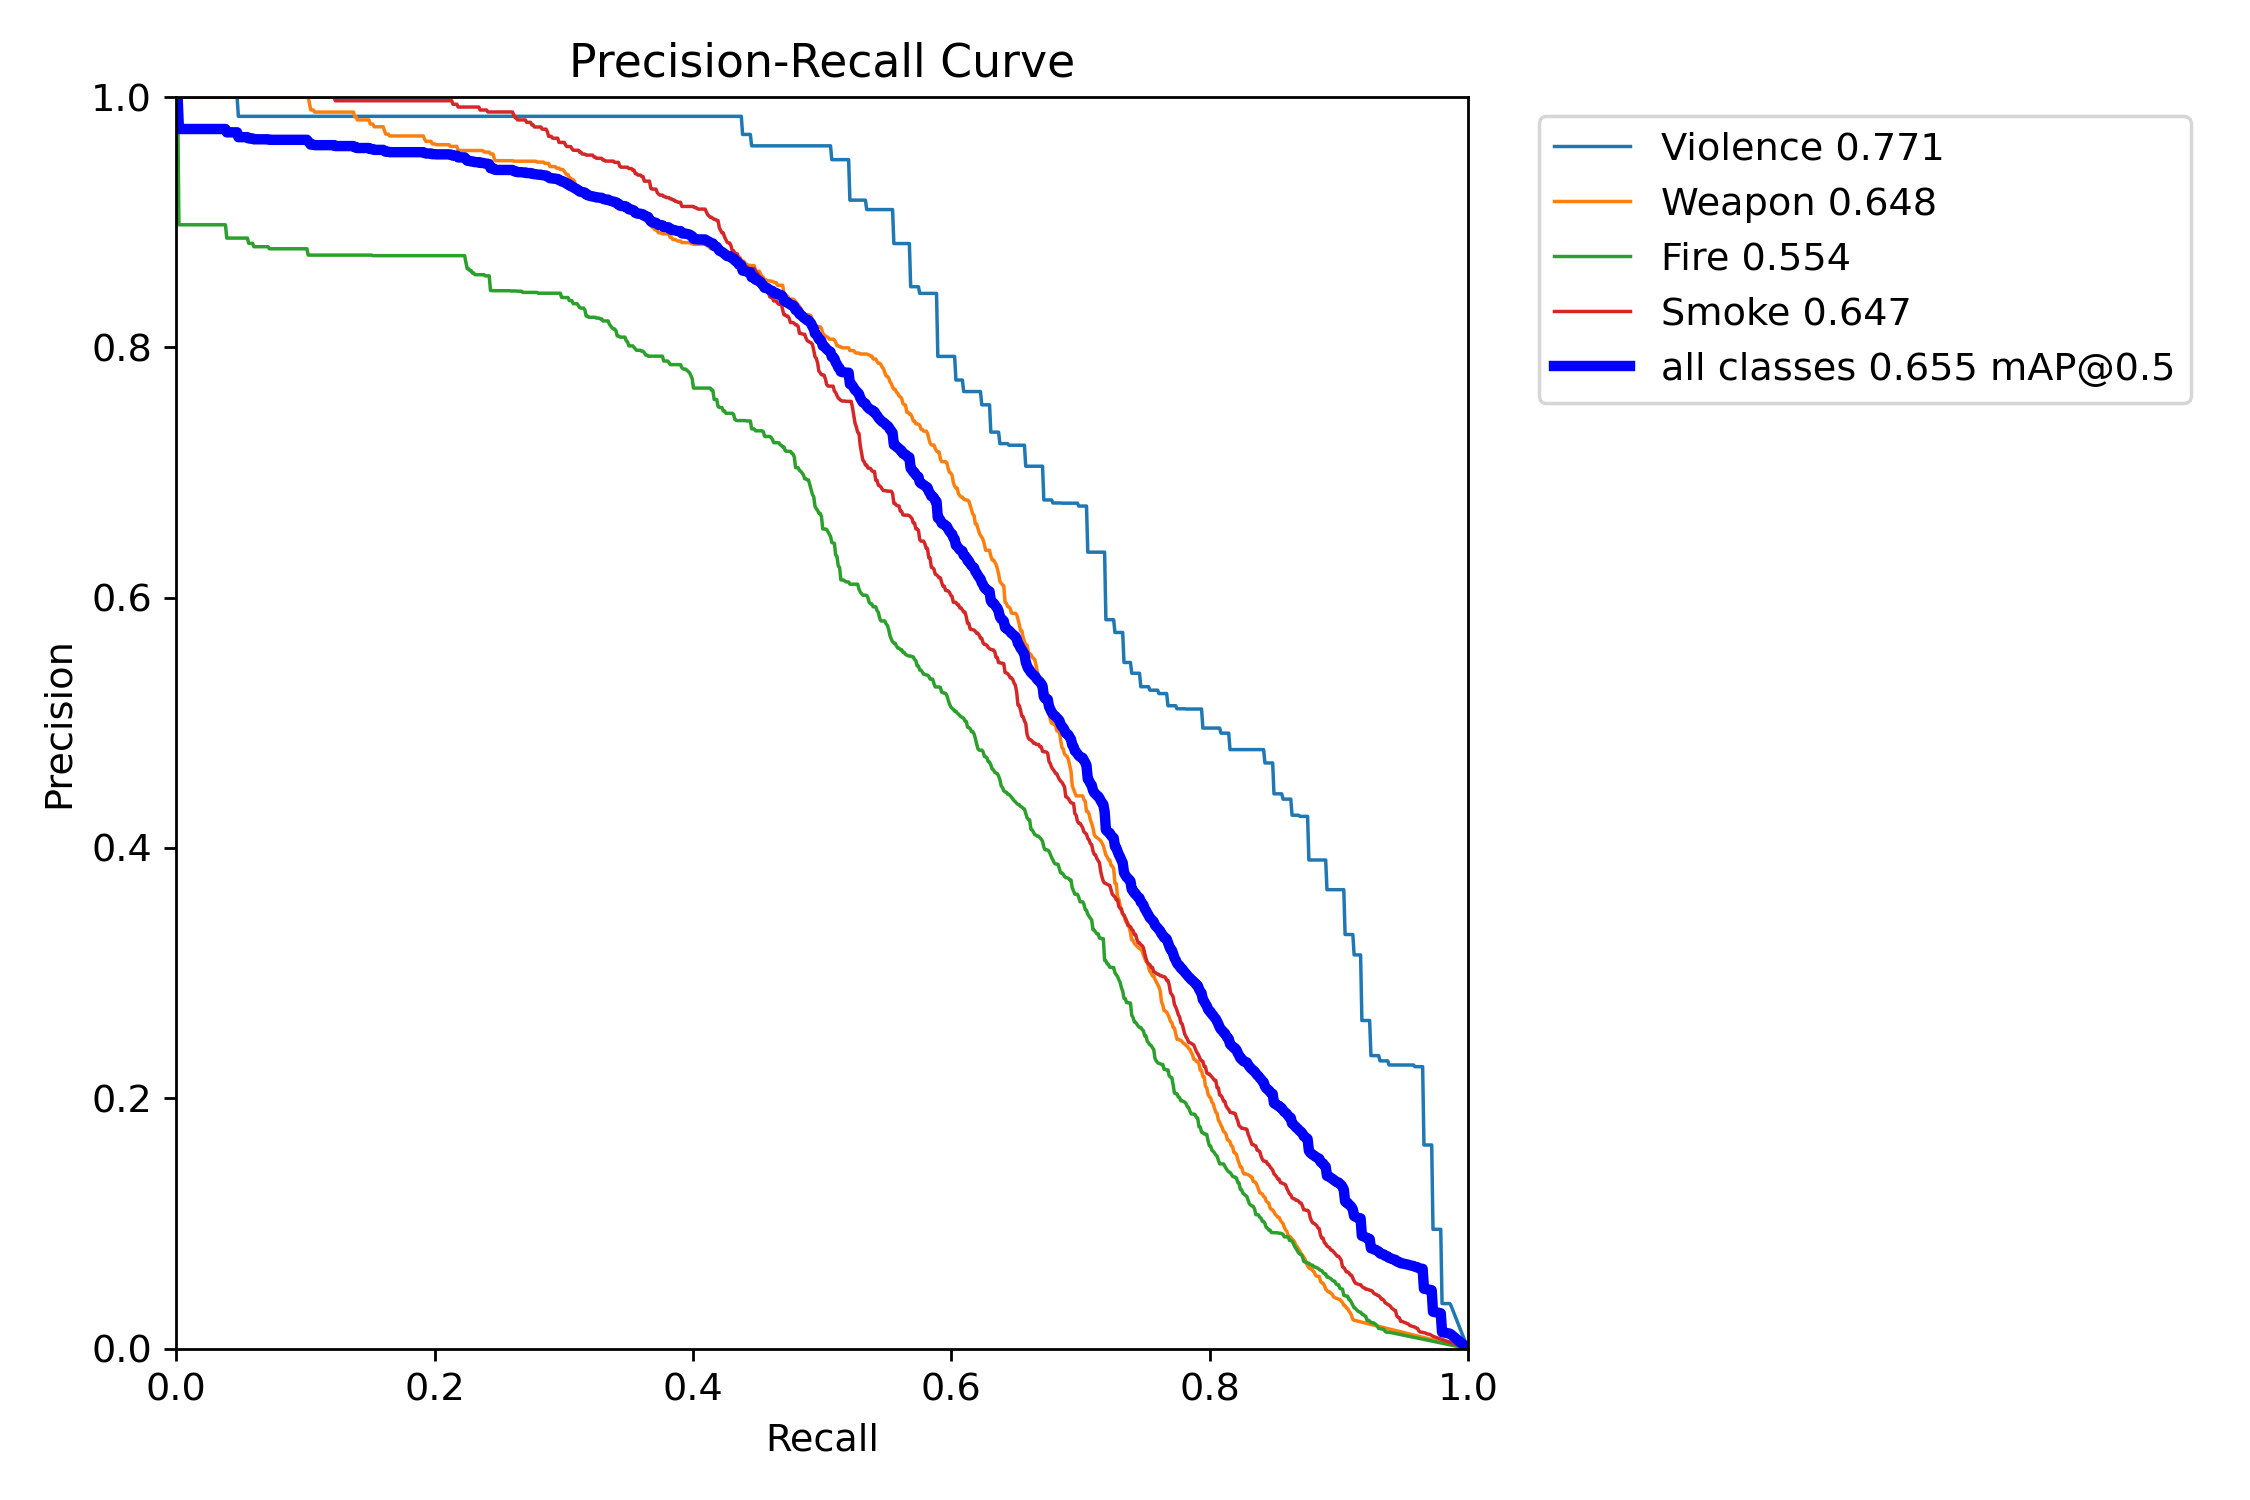 Precision-Recall Curve
1.0
0.8
0.6
0.4
0.2
0.0
Precision
0.0 0.2 0.4 0.6 0.8 1.0
Recall
Violence 0.771
Weapon 0.648
Fire 0.554
Smoke 0.647
all classes 0.655 mAP@0.5